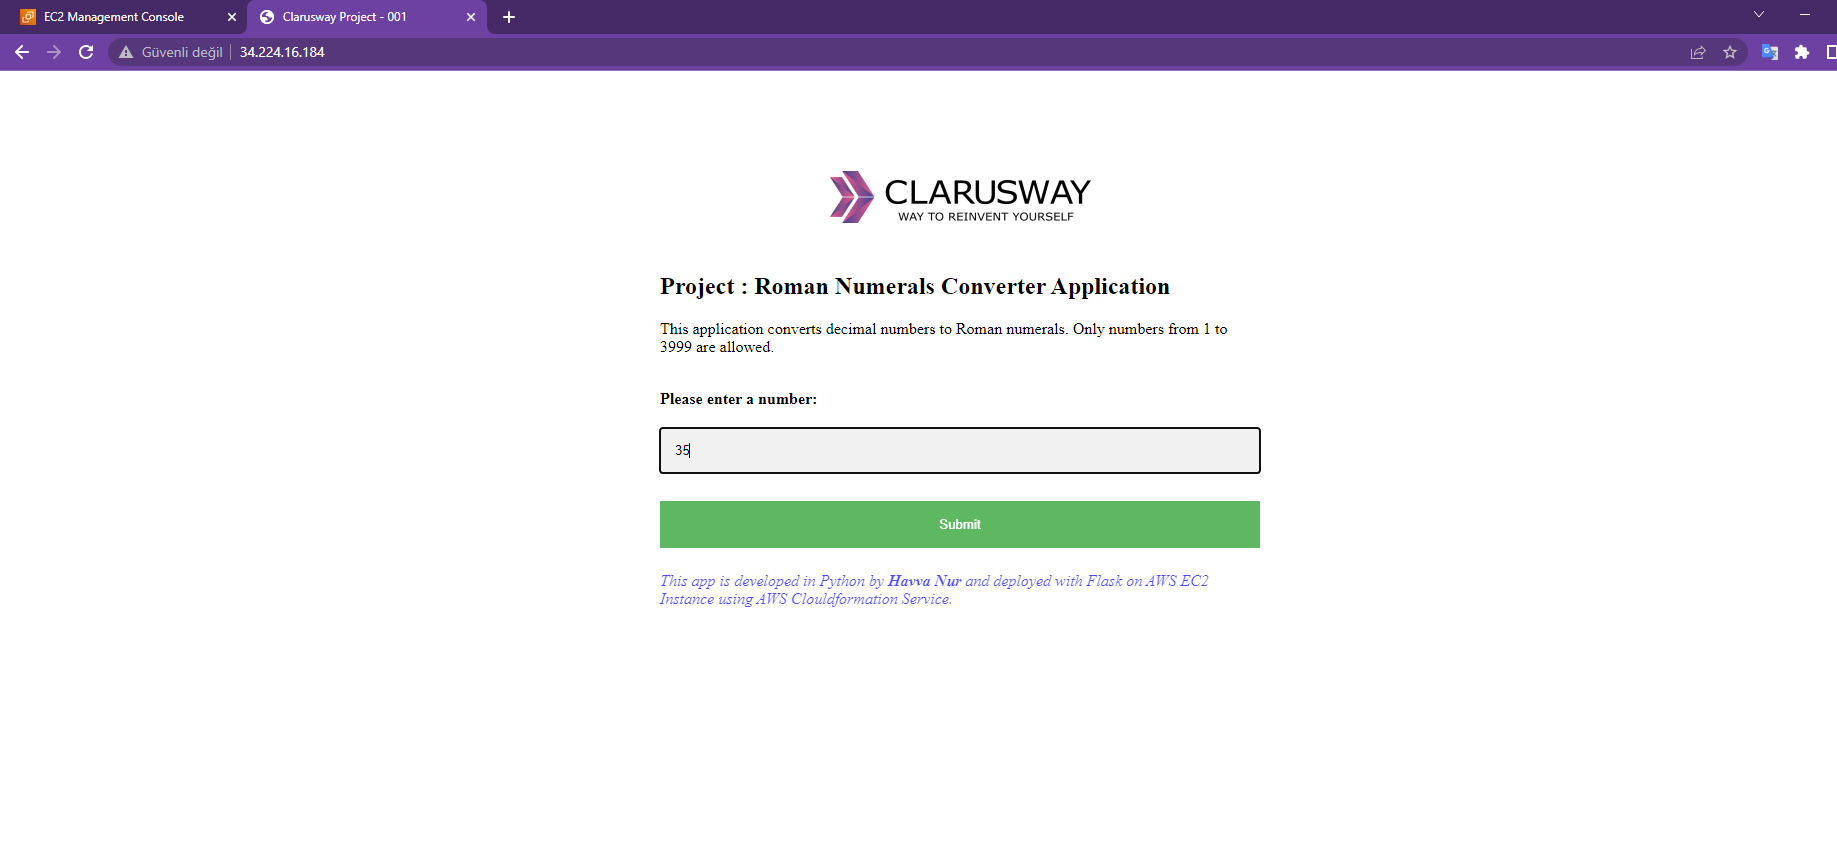 EC2 Management Console
Clarusway Project - 001
Güvenli değil
34.224.16.184
CLARUSWAY
WAY TO REINVENT YOURSELF
Project : Roman Numerals Converter Application
This application converts decimal numbers to Roman numerals. Only numbers from 1 to
3999 are allowed.
Please enter a number:
35
Submit
This app is developed in Python by Havva Nur and deployed with Flask on AWS EC2
Instance using AWS Clouldformation Service.